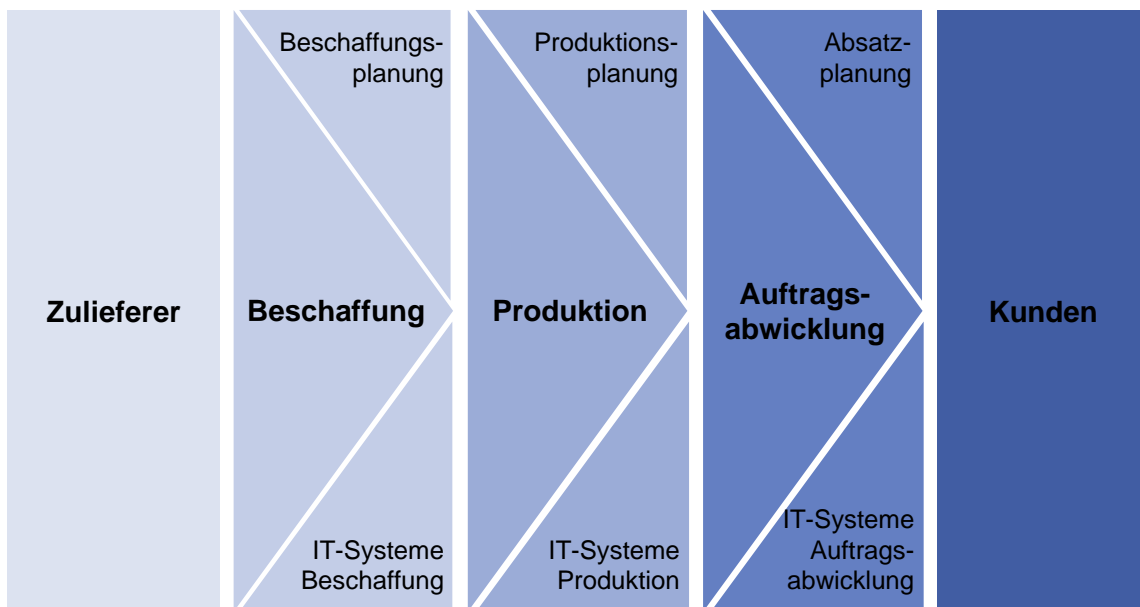 Beschaffungs-
planung
Produktions-
planung
Absatz-
planung
Zulieferer
Beschaffung
Produktion
Auftrags-
abwicklung
Kunden
IT-Systeme
Beschaffung
IT-Systeme
Produktion
IT-Systeme
Auftrags-
abwicklung